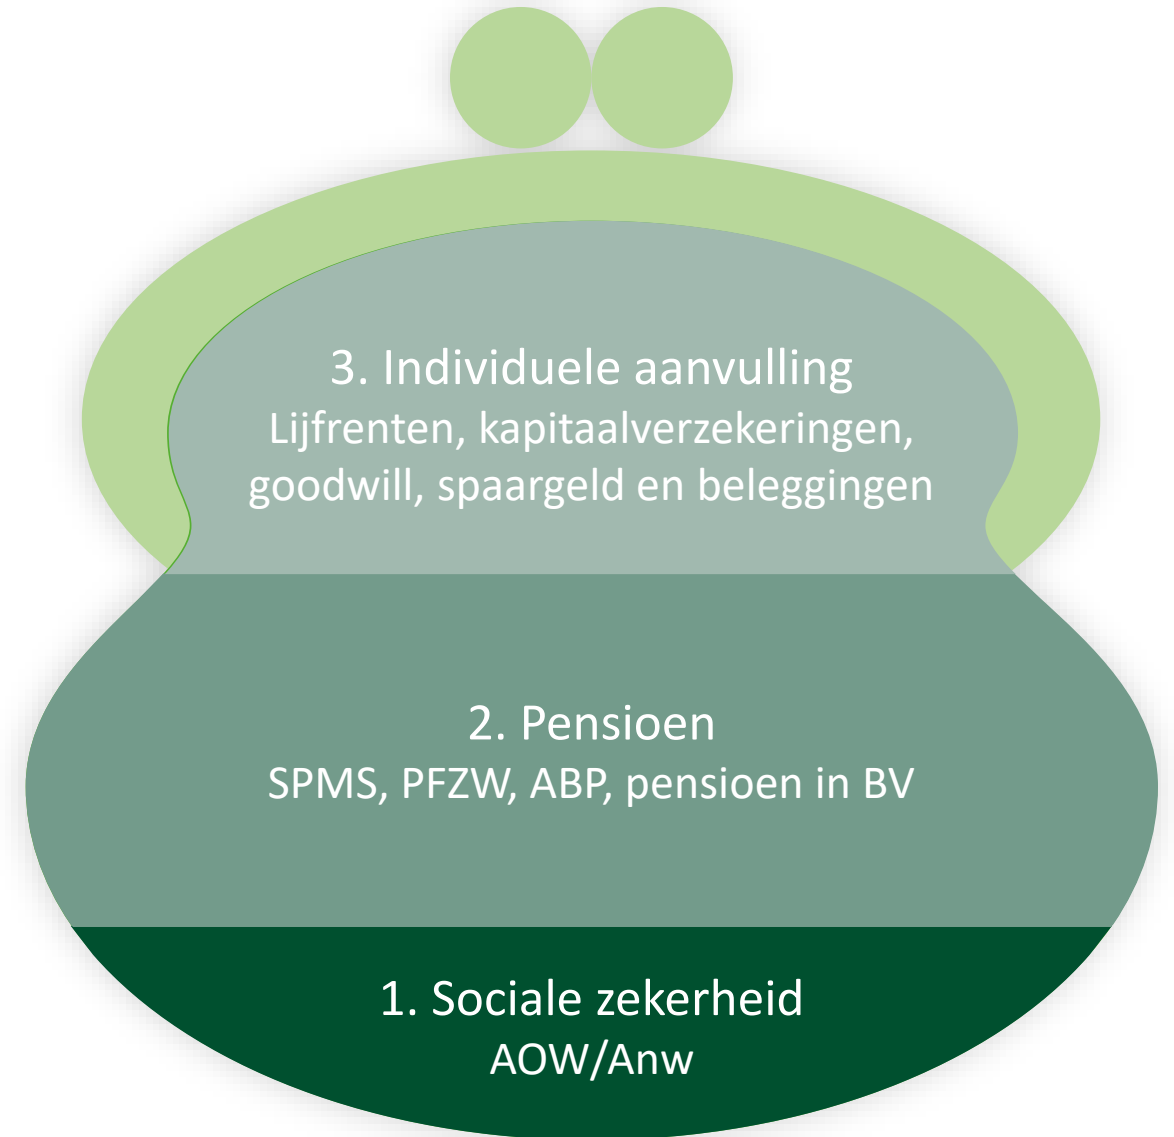 3. Individuele aanvulling
Lijfrenten, kapitaalverzekeringen,
goodwill, spaargeld en beleggingen
2. Pensioen
SPMS, PFZW, ABP, pensioen in BV
1. Sociale zekerheid
AOW/Anw